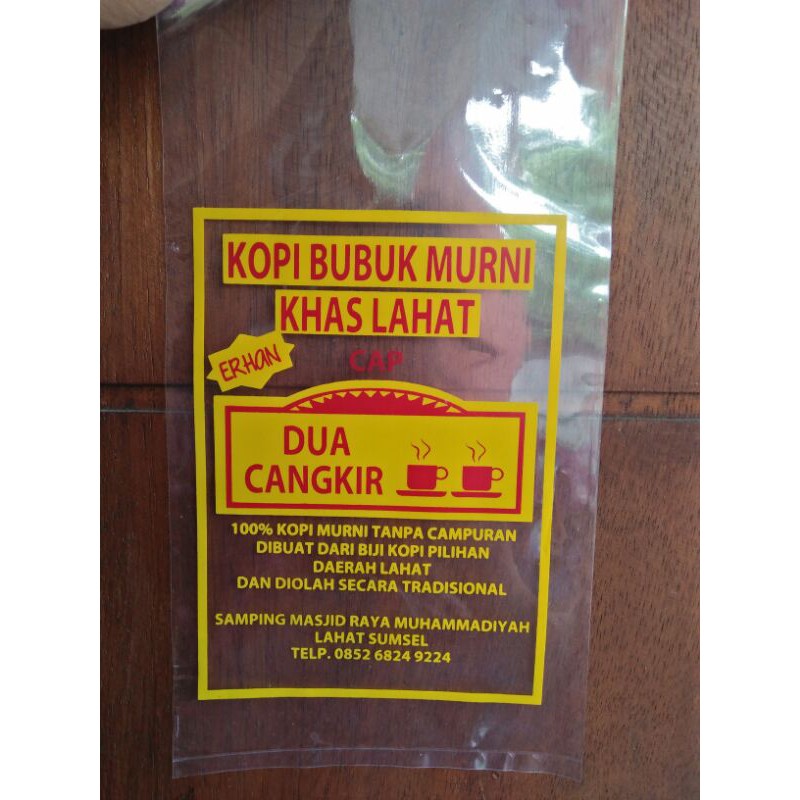 KOPI BUBUK MURNI
KHAS LAHAT
ERHAN
CAP
DUA
CANGKIR
100% KOPI MURNI TANPA CAMPURAN
DIBUAT DARI BIJI KOPI PILIHAN
DAERAH LAHAT
DAN DIOLAH SECARA TRADISIONAL
SAMPING MASJID RAYA MUHAMMADIYAH
LAHAT SUMSEL
TELP. 0852 6824 9224